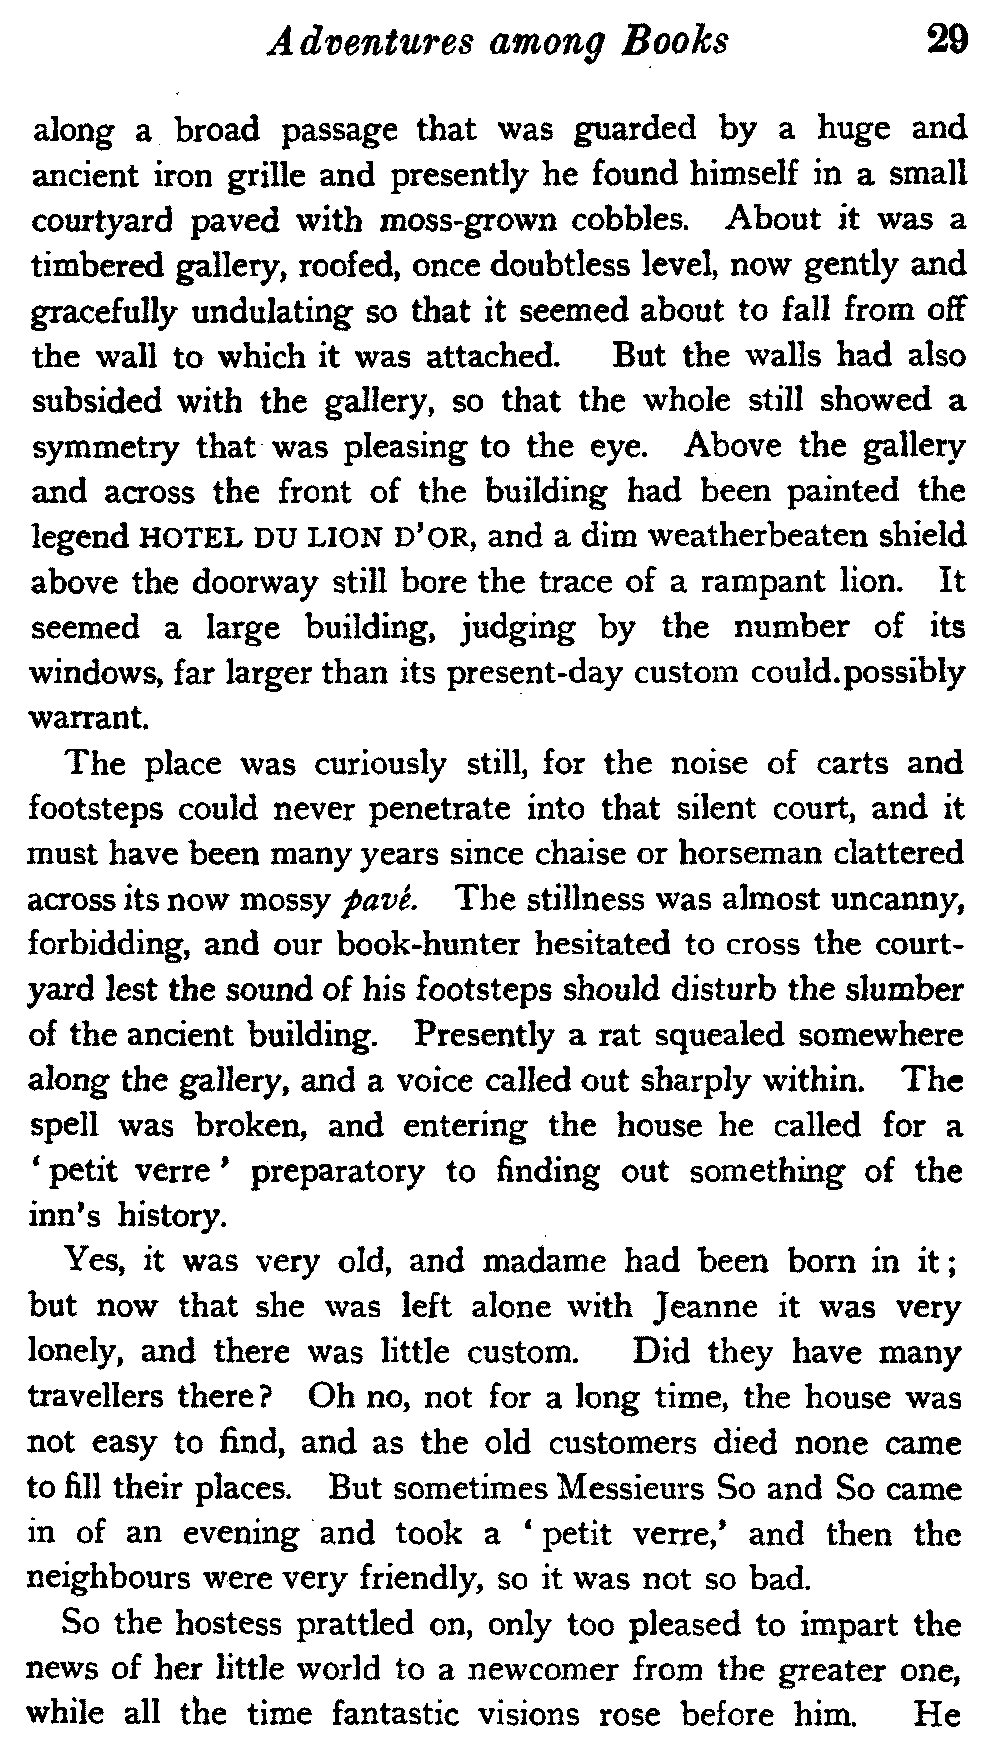 Adventures among Books 29
along a broad passage that was guarded by a huge and
ancient iron grille and presently he found himself in a small
courtyard paved with moss-grown cobbles. About it was a
timbered gallery, roofed, once doubtless level, now gently and
gracefully undulating so that it seemed about to fall from off
the wall to which it was attached. But the walls had also
subsided with the gallery, so that the whole still showed a
symmetry that was pleasing to the eye. Above the gallery
and across the front of the building had been painted the
legend HOTEL DU LION D'OR, and a dim weatherbeaten shield
above the doorway still bore the trace of a rampant lion. It
seemed a large building, judging by the number of its
windows, far larger than its present-day custom could possibly
warrant.
The place was curiously still, for the noise of carts and
footsteps could never penetrate into that silent court, and it
must have been many years since chaise or horseman clattered
across its now mossy pavé. The stillness was almost uncanny,
forbidding, and our book-hunter hesitated to cross the court-
yard lest the sound of his footsteps should disturb the slumber
of the ancient building. Presently a rat squealed somewhere
along the gallery, and a voice called out sharply within. The
spell was broken, and entering the house he called for a
‘petit verre’ preparatory to finding out something of the
inn's history.
Yes, it was very old, and madame had been born in it;
but now that she was left alone with Jeanne it was very
lonely, and there was little custom. Did they have many
travellers there? Oh no, not for a long time, the house was
not easy to find, and as the old customers died none came
to fill their places. But sometimes Messieurs So and So came
in of an evening and took a ‘petit verre,’ and then the
neighbours were very friendly, so it was not so bad.
So the hostess prattled on, only too pleased to impart the
news of her little world to a newcomer from the greater one,
while all the time fantastic visions rose before him. He